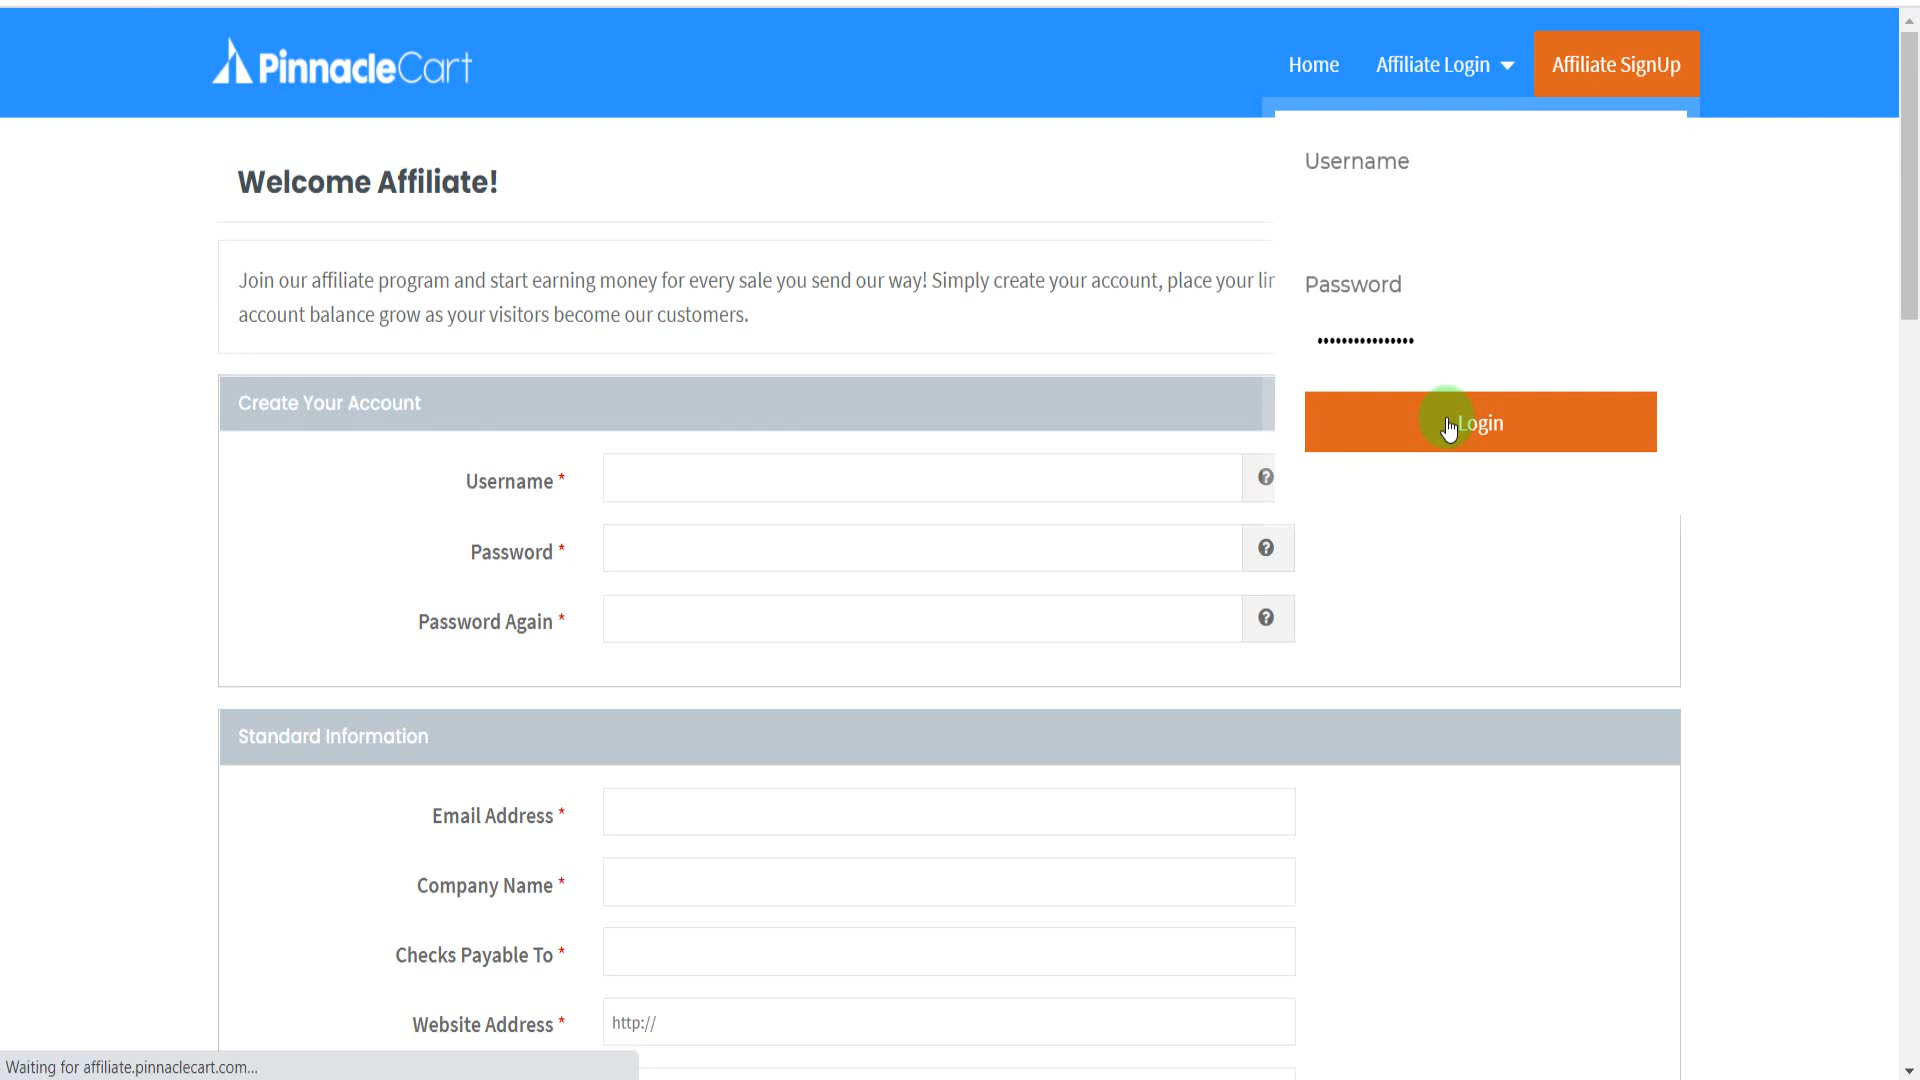 PinnacleCart
Home
Affiliate Login
Affiliate SignUp
Welcome Affiliate!
Join our affiliate program and start earning money for every sale you send our way! Simply create your account, place your
account balance grow as your visitors become our customers.
Username
Password
••••••••••••••••
Login
Create Your Account
Username *
Password *
Password Again *
Standard Information
Email Address *
Company Name *
Checks Payable To *
Website Address *
http://
Waiting for affiliate.pinnaclecart.com...